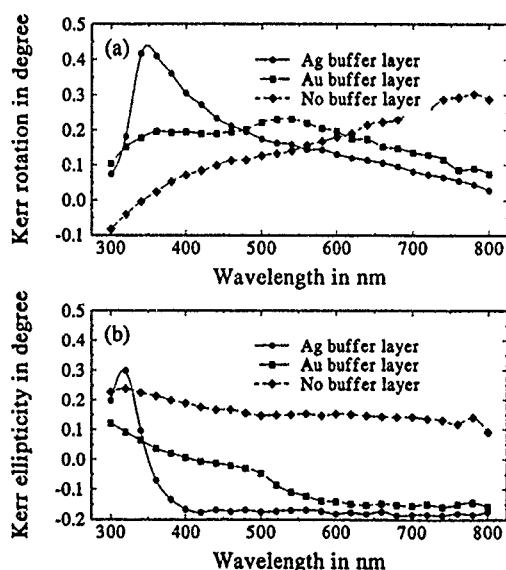 Kerr rotation in degree
0.5
0.4
0.3
0.2
0.1
0.0
-0.1
(a)
Ag buffer layer
Au buffer layer
No buffer layer
300 400 500 600 700 800
Wavelength in nm
Kerr ellipticity in degree
0.5
0.4
0.3
0.2
0.1
0.0
-0.1
-0.2
(b)
Ag buffer layer
Au buffer layer
No buffer layer
300 400 500 600 700 800
Wavelength in nm